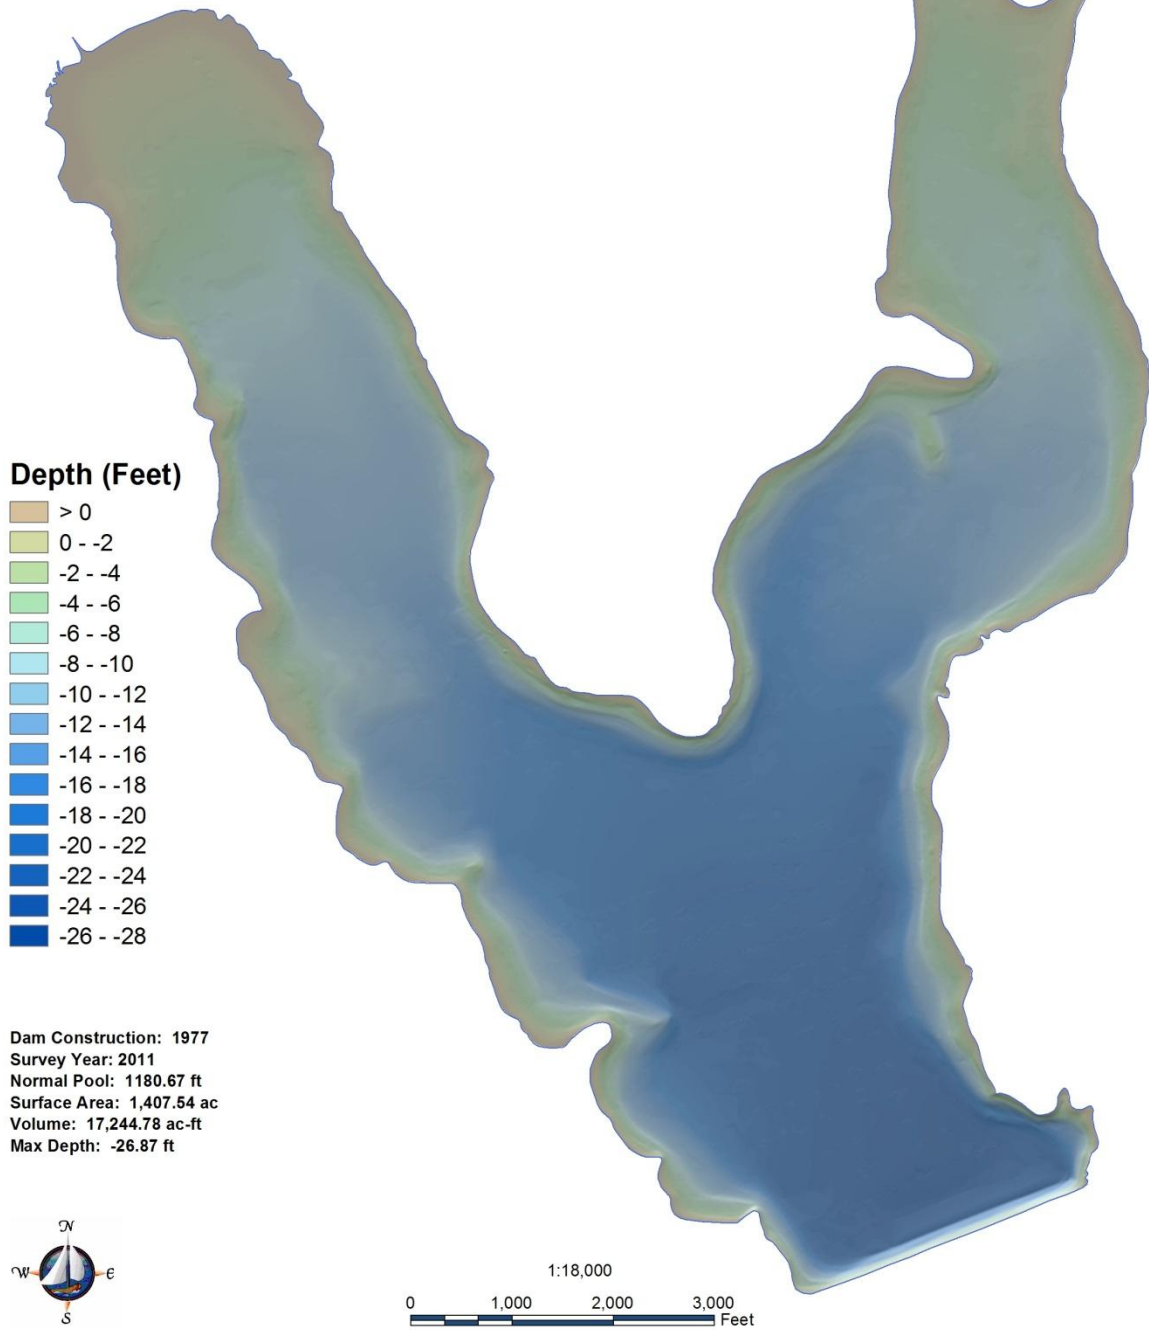 Depth (Feet)
> 0
0 - -2
-2 - -4
-4 - -6
-6 - -8
-8 - -10
-10 - -12
-12 - -14
-14 - -16
-16 - -18
-18 - -20
-20 - -22
-22 - -24
-24 - -26
-26 - -28
Dam Construction: 1977
Survey Year: 2011
Normal Pool: 1180.67 ft
Surface Area: 1,407.54 ac
Volume: 17,244.78 ac-ft
Max Depth: -26.87 ft
N
W E
S
1:18,000
0 1,000 2,000 3,000
Feet